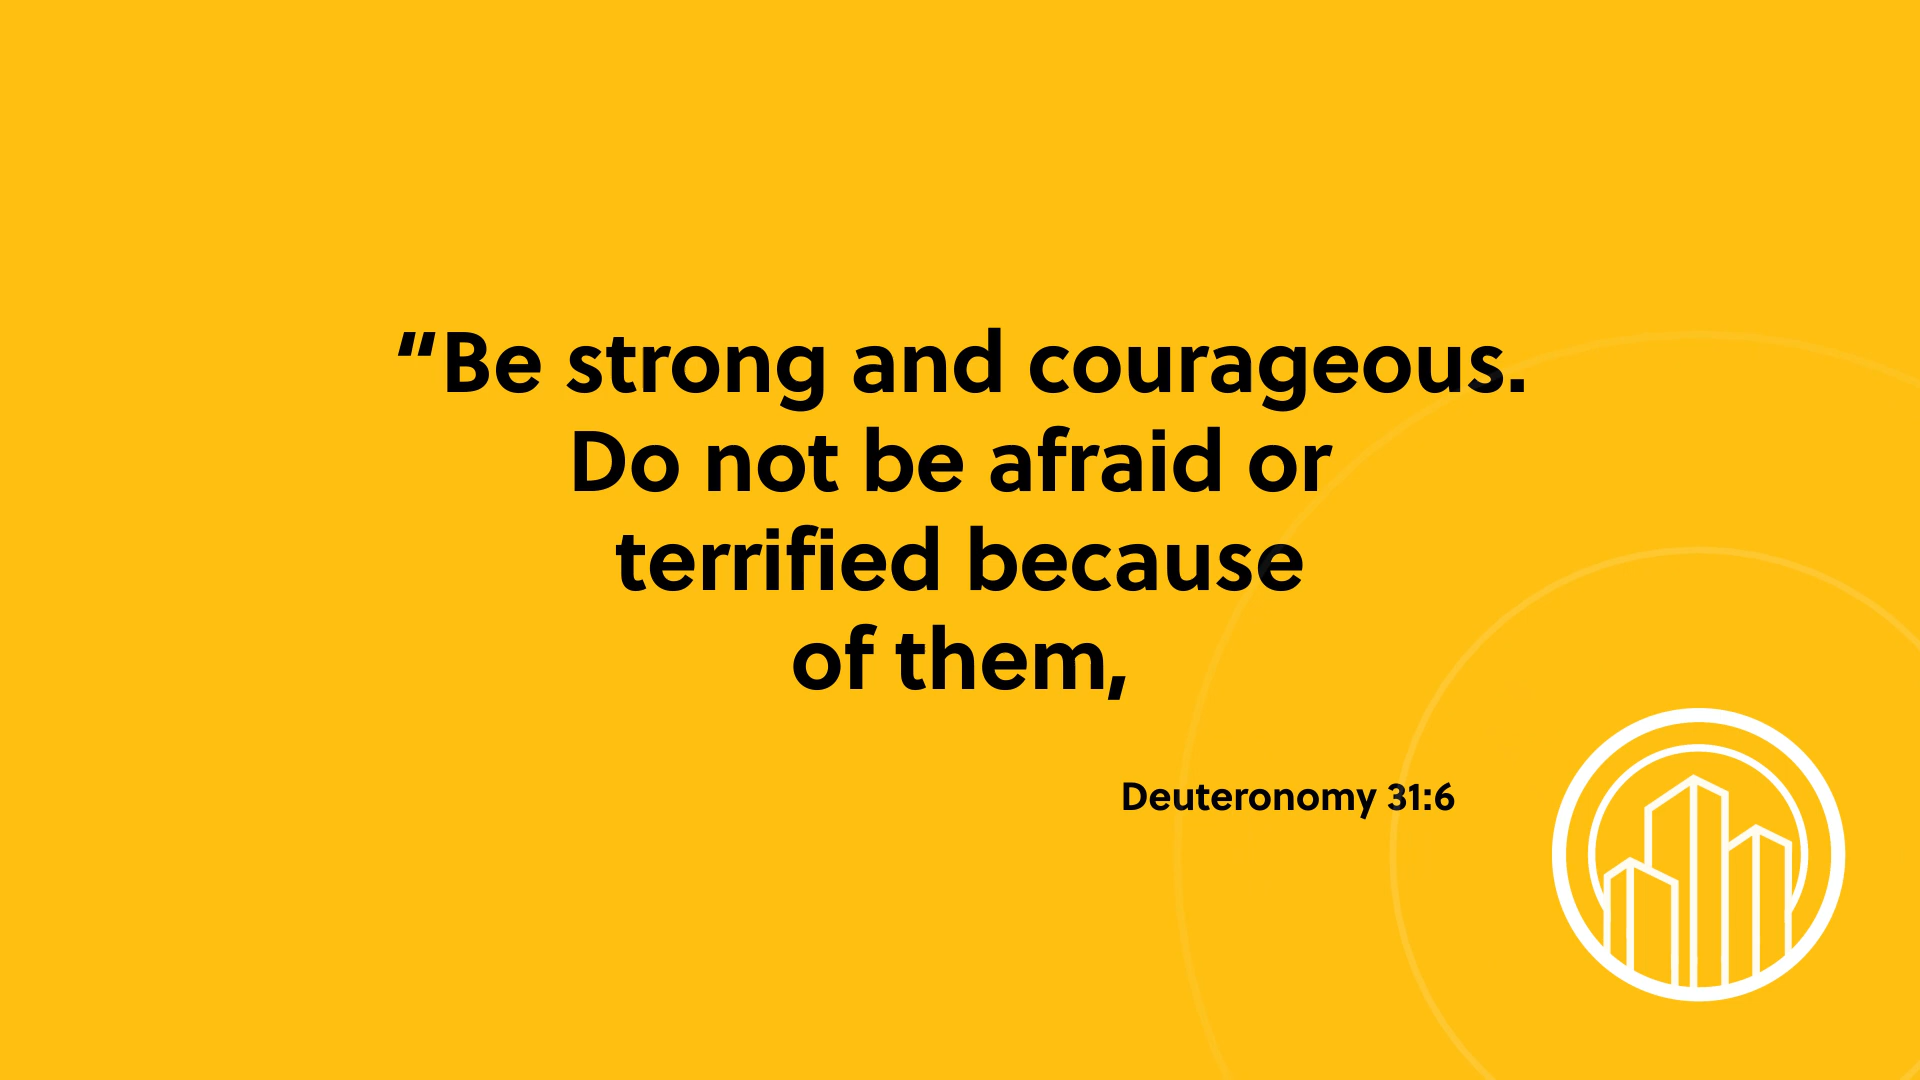 “Be strong and courageous.
Do not be afraid or
terrified because
of them,
Deuteronomy 31:6